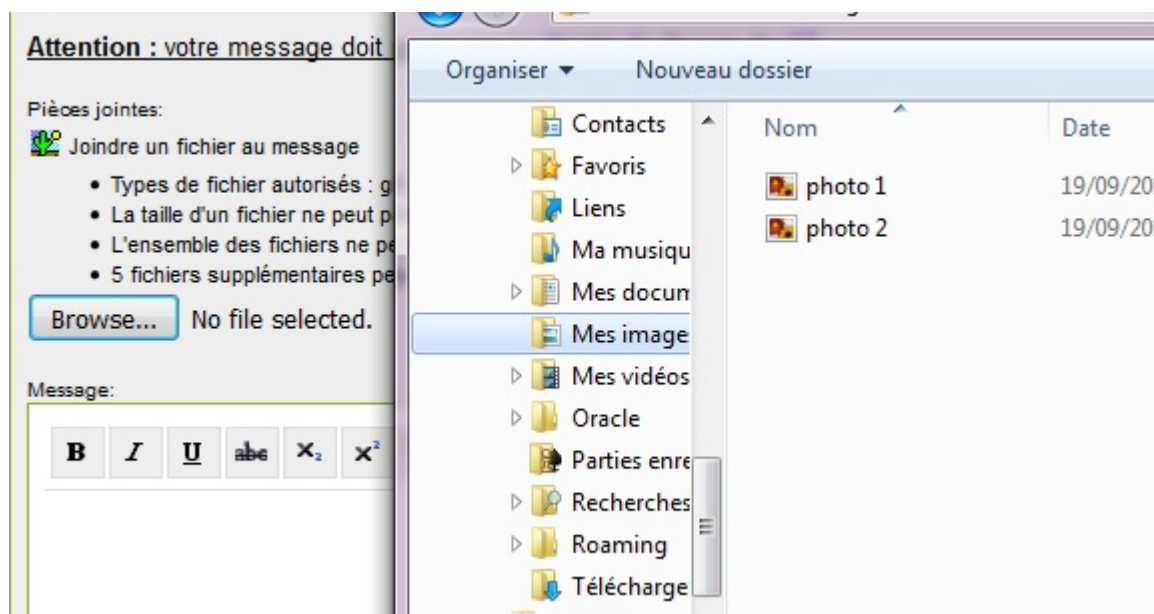 Attention : votre message doit
Pièces jointes:
Joindre un fichier au message
• Types de fichier autorisés : g
• La taille d'un fichier ne peut p
• L'ensemble des fichiers ne pe
• 5 fichiers supplémentaires pe
Browse... No file selected.
Message:
B I U abc X₂ X²
Organiser Nouveau dossier
Contacts
Favoris
Liens
Ma musiqu
Mes docum
Mes image
Mes vidéos
Oracle
Parties enre
Recherches
Roaming
Télécharge
Nom Date
photo 1 19/09/20
photo 2 19/09/20